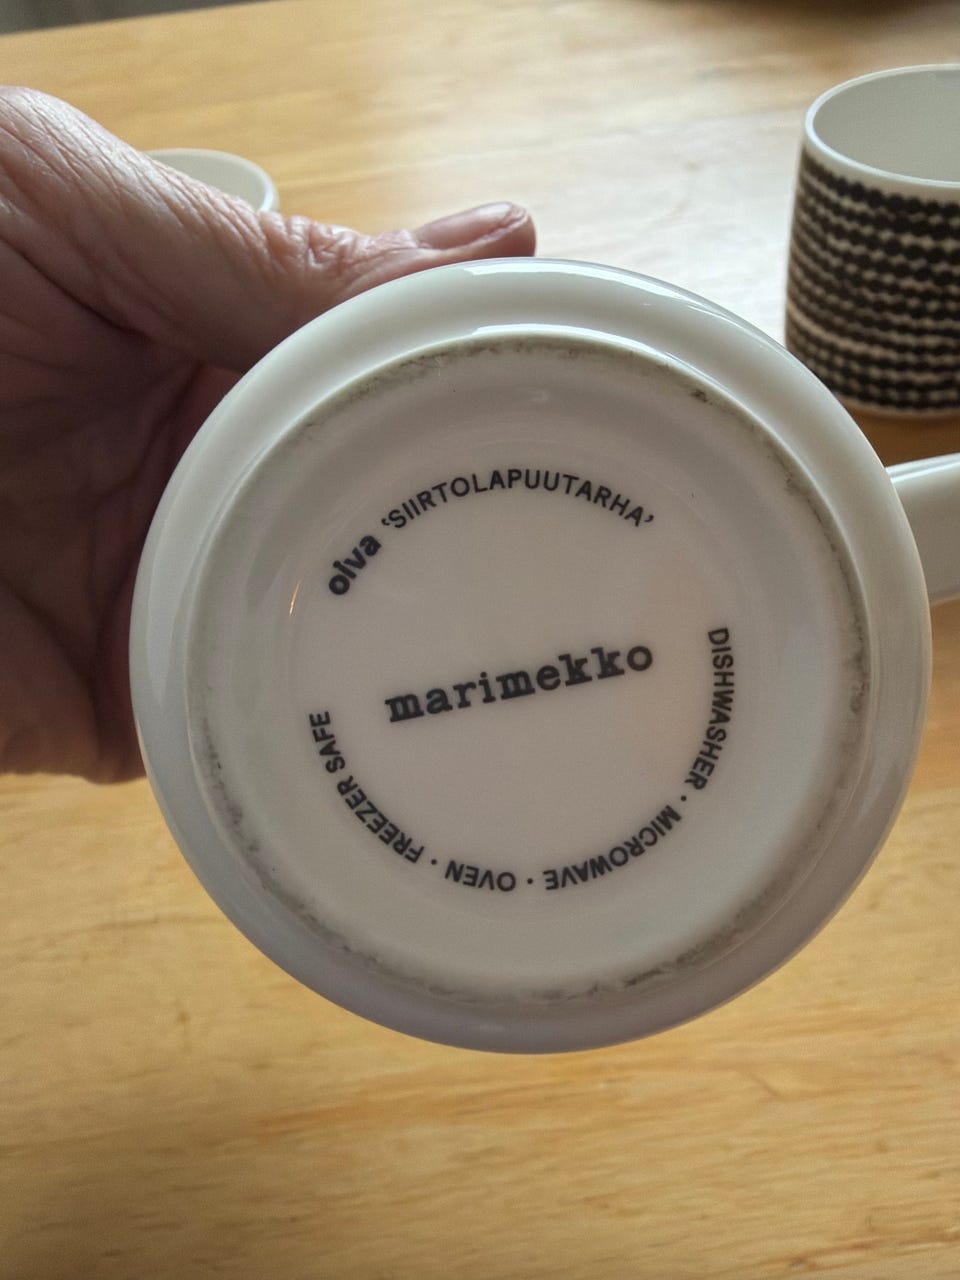 oiva 'SIIRTOLAPUUTARHA'
marimekko
DISHWASHER · MICROWAVE · OVEN · FREEZER SAFE